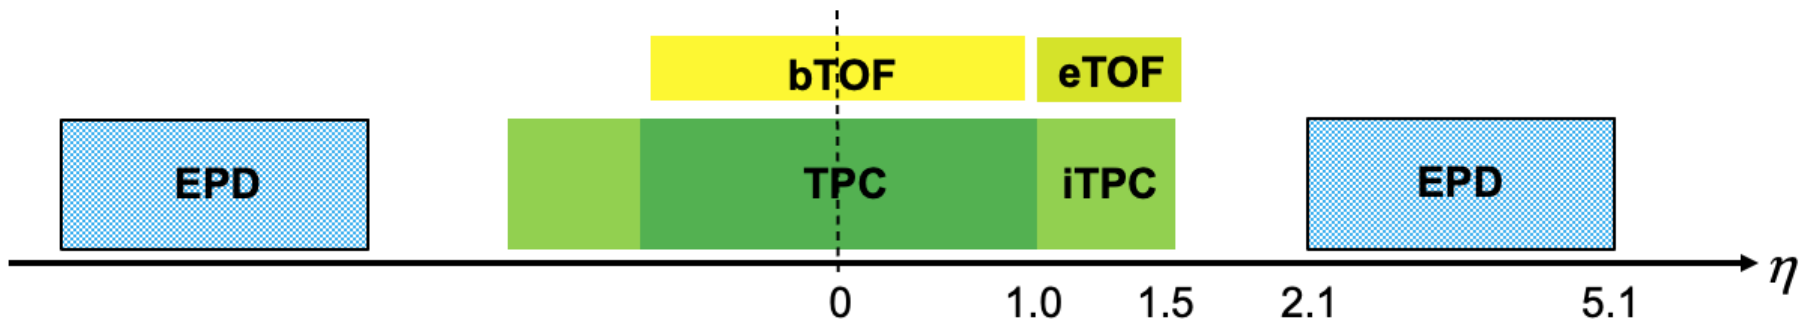 bTOF eTOF
EPD TPC iTPC EPD
η
0 1.0 1.5 2.1 5.1